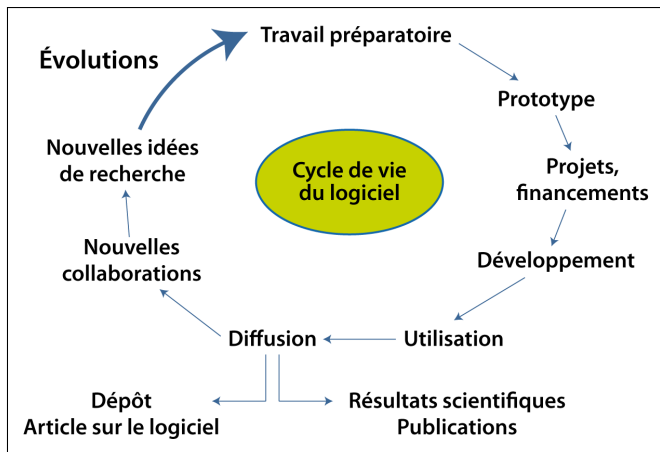 Travail préparatoire
Évolutions
Prototype
Nouvelles idées
de recherche
Cycle de vie
du logiciel
Projets,
financements
Nouvelles
collaborations
Développement
Diffusion
Utilisation
Dépôt
Article sur le logiciel
Résultats scientifiques
Publications